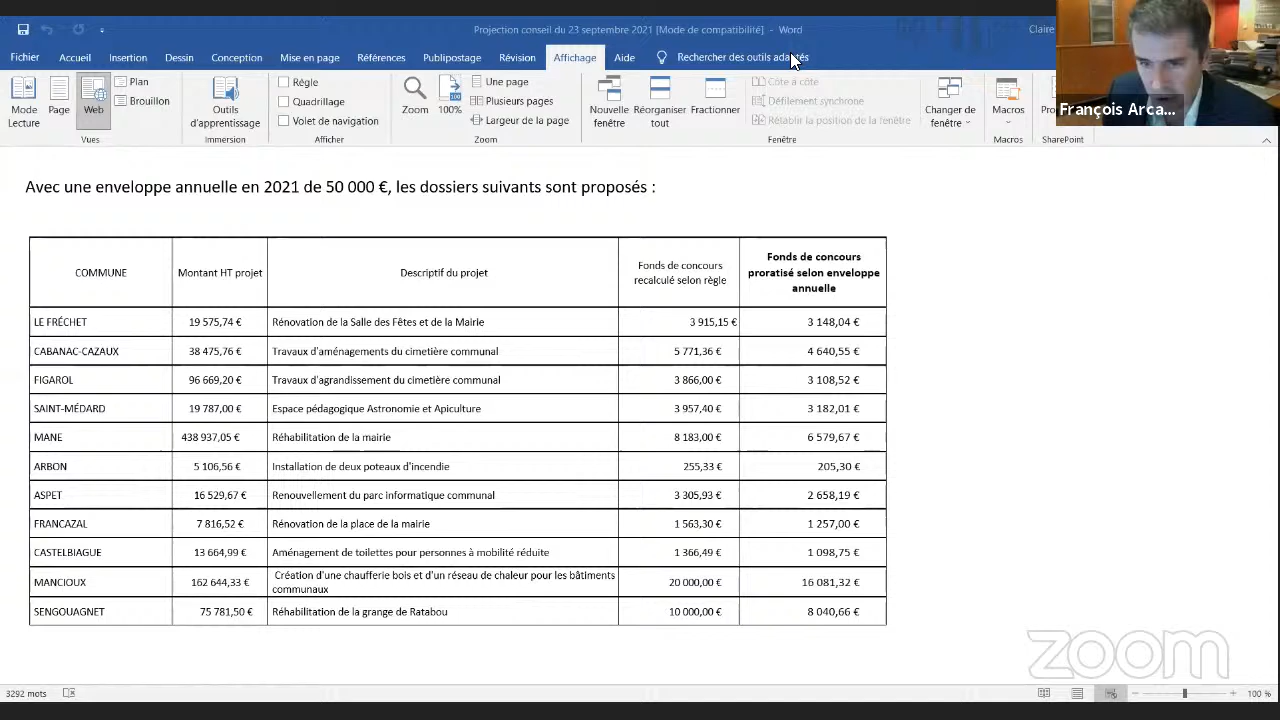 Projection conseil du 23 septembre 2021 [Mode de compatibilité] - Word
Claire
Fichier Accueil Insertion Dessin Conception Mise en page Références Publipostage Révision Affichage Aide Rechercher des outils adaptés
Mode Lecture
Page
Web
Plan
Brouillon
Vues
Outils d'apprentissage
Immersion
Règle
Quadrillage
Volet de navigation
Afficher
Zoom
100%
Une page
Plusieurs pages
Largeur de la page
Zoom
Nouvelle fenêtre
Réorganiser tout
Fractionner
Côte à côte
Défilement synchrone
Rétablir la position de la fenêtre
Fenêtre
Changer de fenêtre
Macros
Macros
SharePoint
François Arca...
Avec une enveloppe annuelle en 2021 de 50 000 €, les dossiers suivants sont proposés :
COMMUNE Montant HT projet Descriptif du projet Fonds de concours recalculé selon règle Fonds de concours proratisé selon enveloppe annuelle
LE FRÉCHET 19 575,74 € Rénovation de la Salle des Fêtes et de la Mairie 3 915,15 € 3 148,04 €
CABANAC-CAZAUX 38 475,76 € Travaux d'aménagements du cimetière communal 5 771,36 € 4 640,55 €
FIGAROL 96 669,20 € Travaux d'agrandissement du cimetière communal 3 866,00 € 3 108,52 €
SAINT-MÉDARD 19 787,00 € Espace pédagogique Astronomie et Apiculture 3 957,40 € 3 182,01 €
MANE 438 937,05 € Réhabilitation de la mairie 8 183,00 € 6 579,67 €
ARBON 5 106,56 € Installation de deux poteaux d'incendie 255,33 € 205,30 €
ASPET 16 529,67 € Renouvellement du parc informatique communal 3 305,93 € 2 658,19 €
FRANCAZAL 7 816,52 € Rénovation de la place de la mairie 1 563,30 € 1 257,00 €
CASTELBIAGUE 13 664,99 € Aménagement de toilettes pour personnes à mobilité réduite 1 366,49 € 1 098,75 €
MANCIOUX 162 644,33 € Création d'une chaufferie bois et d'un réseau de chaleur pour les bâtiments communaux 20 000,00 € 16 081,32 €
SENGOUAGNET 75 781,50 € Réhabilitation de la grange de Ratabou 10 000,00 € 8 040,66 €
zoom
3292 mots
100 %